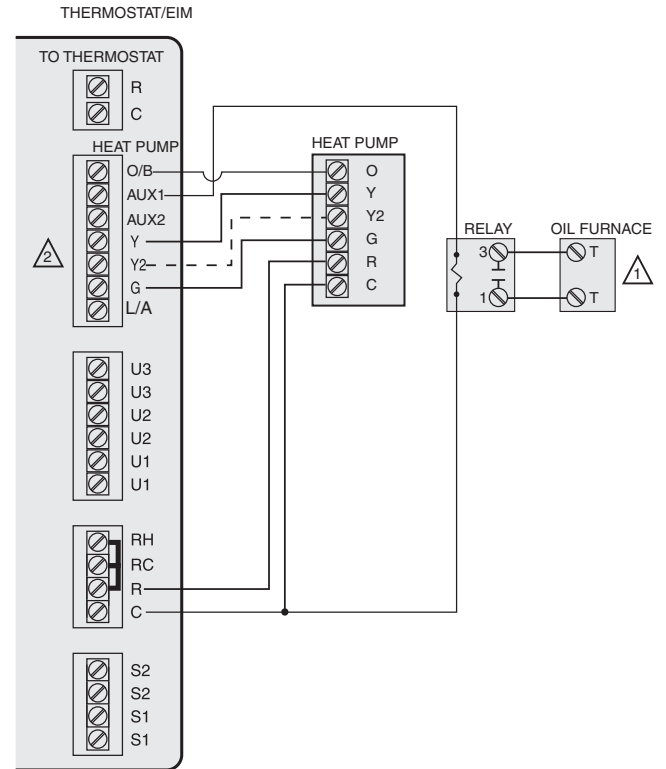 THERMOSTAT/EIM
TO THERMOSTAT
R
C
HEAT PUMP
O/B
AUX1
AUX2
Y
Y2
G
L/A
2
U3
U3
U2
U2
U1
U1
RH
RC
R
C
S2
S2
S1
S1
HEAT PUMP
O
Y
Y2
G
R
C
RELAY
3
1
OIL FURNACE
T
T
1